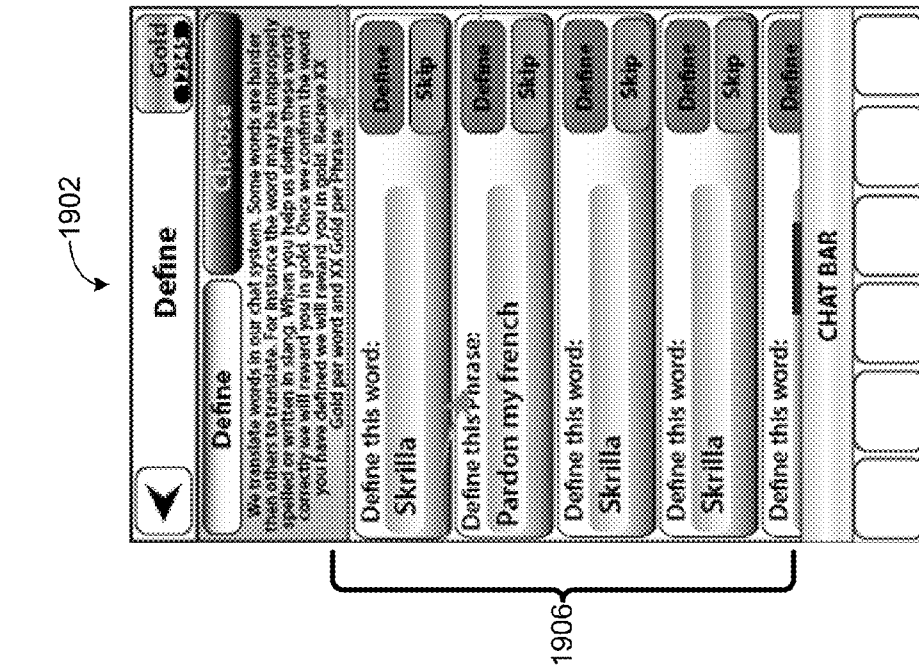 1902
Define
Gold
Define
We translate words in our chat system. Some words are harder
than others to translate. For instance the word may be improperly
spelled or written in slang. When you help us define these words
correctly we will reward you in gold. Once we confirm the word
you have defined we will reward you in gold. Recieve XX
Gold per word and XX Gold per Phrase.
Define this word:
Skrilla
Define
Skip
Define this Phrase:
Pardon my french
Define
Skip
Define this word:
Skrilla
Define
Skip
Define this word:
Skrilla
Define
Skip
Define this word:
Define
CHAT BAR
1906